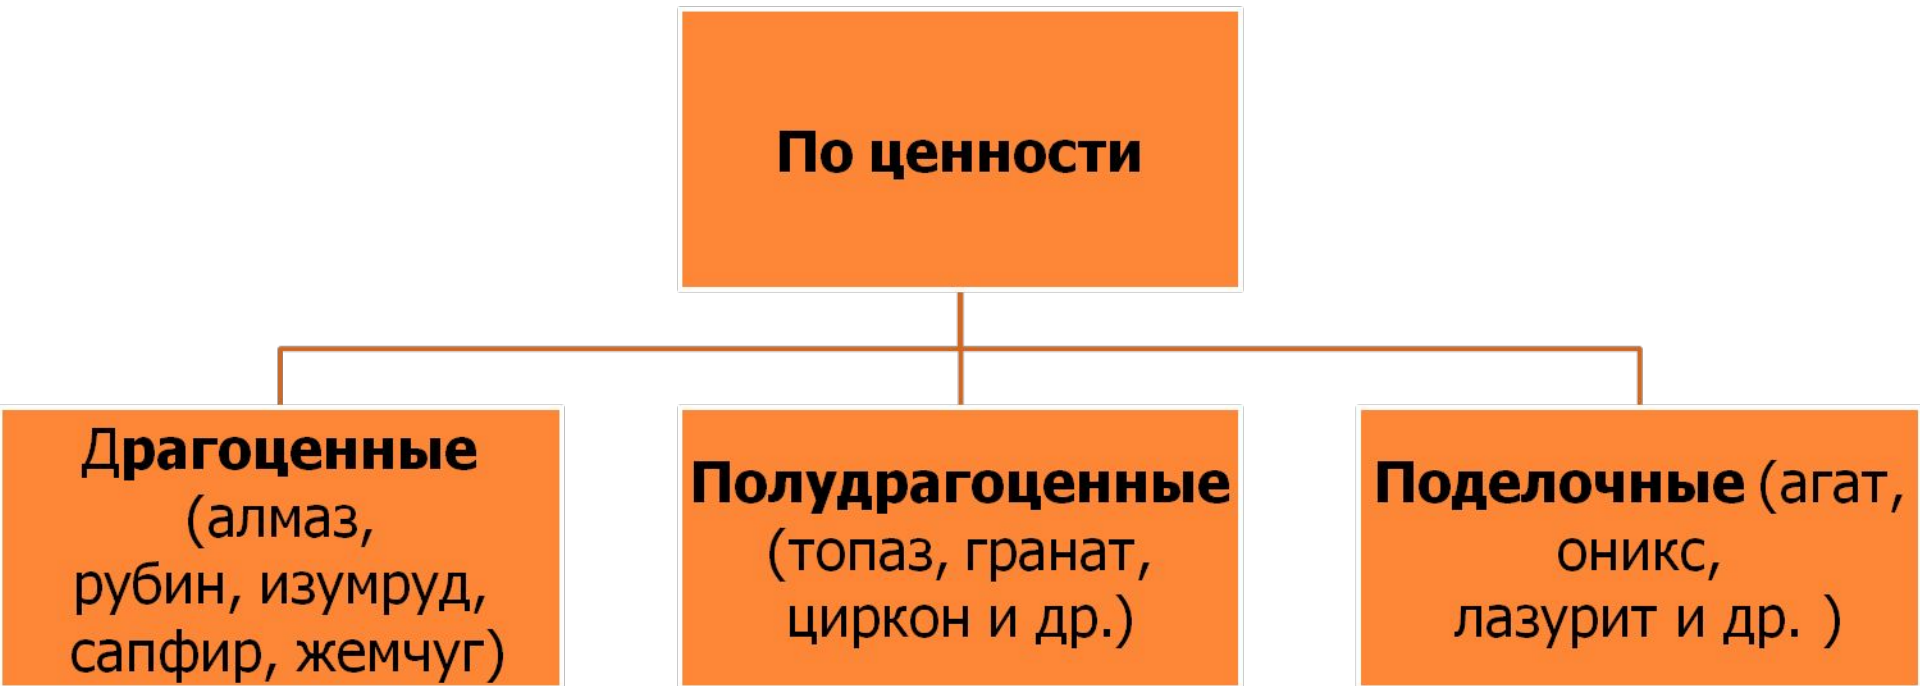 По ценности
Драгоценные
(алмаз,
рубин, изумруд,
сапфир, жемчуг)
Полудрагоценные
(топаз, гранат,
циркон и др.)
Поделочные (агат,
оникс,
лазурит и др. )